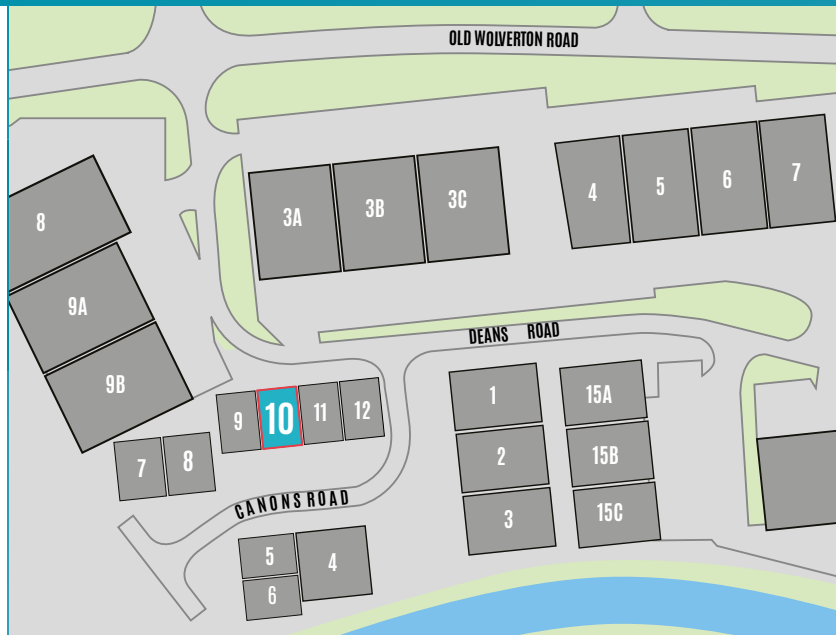 OLD WOLVERTON ROAD
3A
3B
3C
4
5
6
7
8
9A
9B
DEANS ROAD
9
10
11
12
7
8
1
2
3
15A
15B
15C
CANONS ROAD
5
6
4